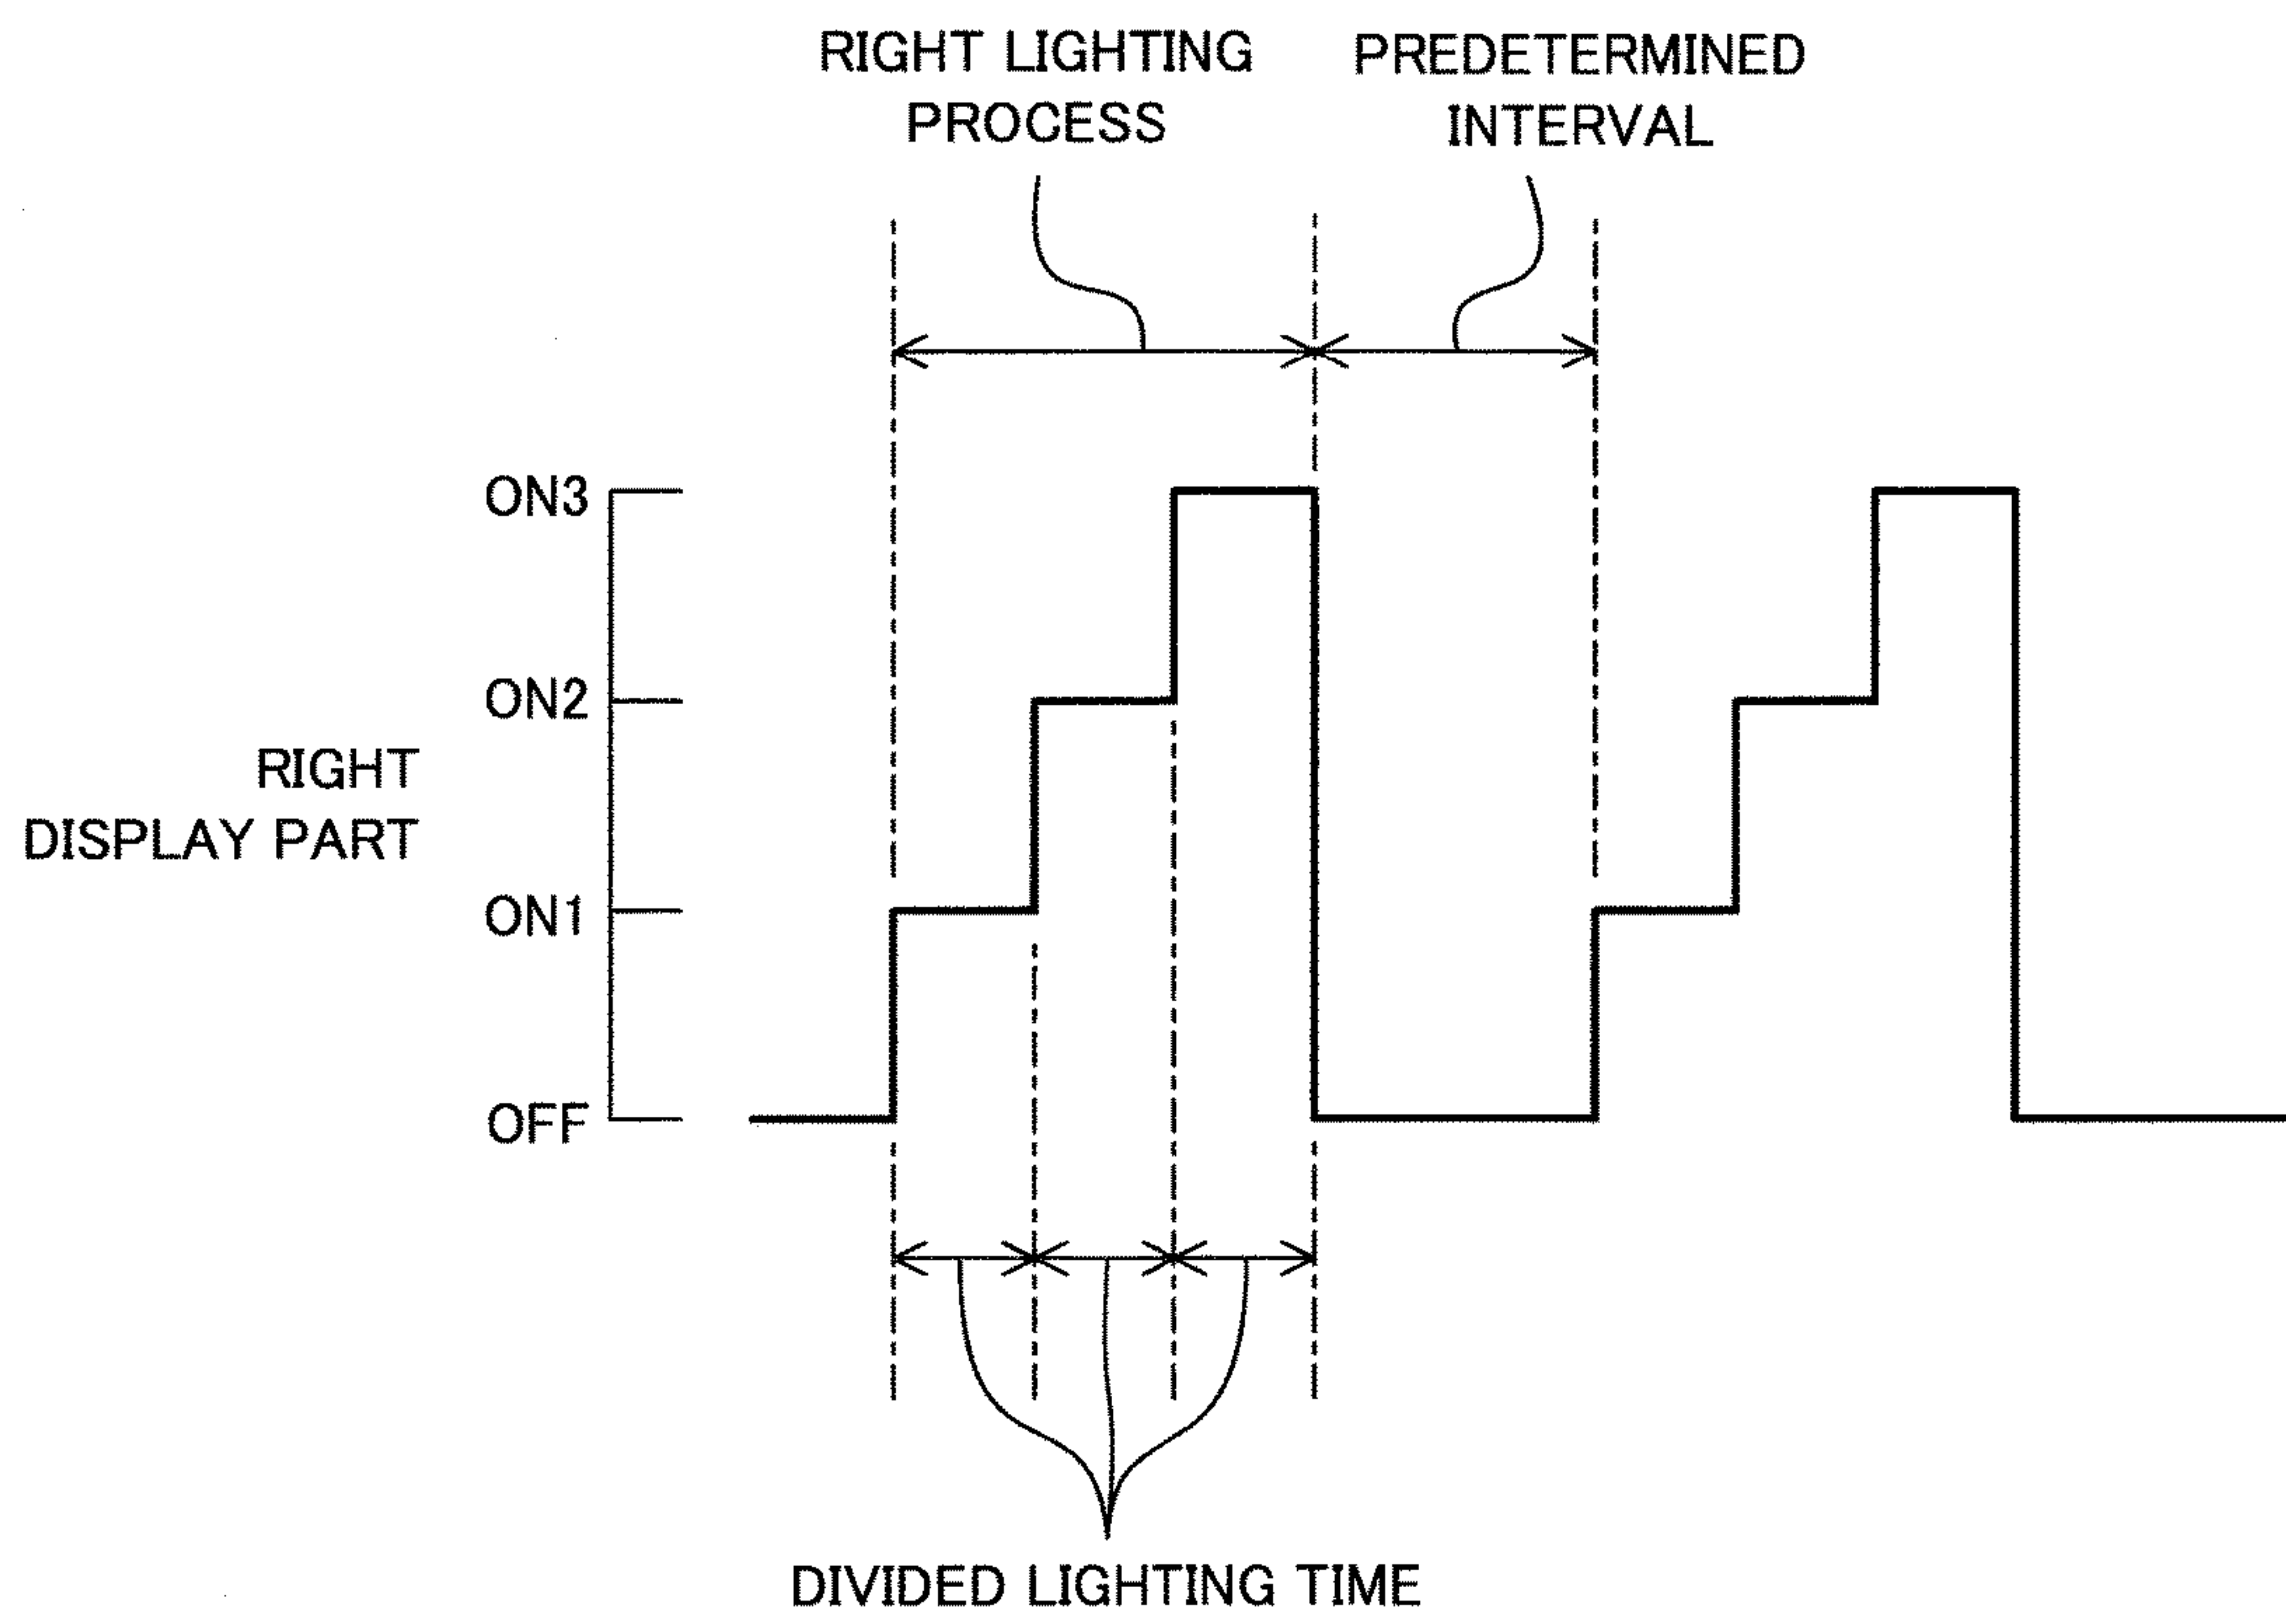 RIGHT LIGHTING
PROCESS
PREDETERMINED
INTERVAL
ON3
ON2
RIGHT
DISPLAY PART
ON1
OFF
DIVIDED LIGHTING TIME